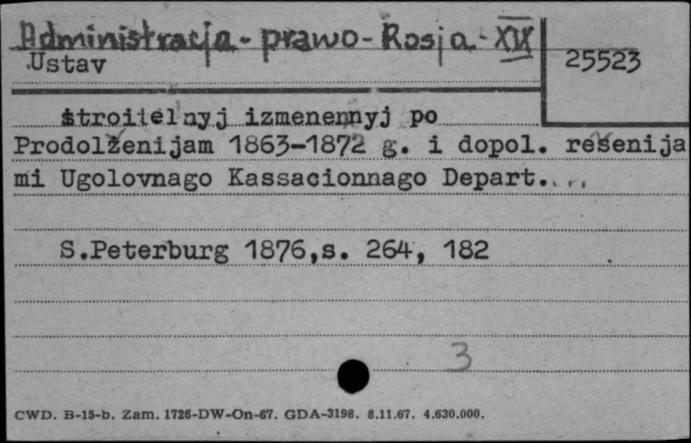 Administracja - prawo - Rosja - XIX
Ustav
25523
stroitelnyj izmenennyj po
Prodolženijam 1863-1872 g. i dopol. rešenija
mi Ugolovnago Kassacionnago Depart.
S.Peterburg 1876,s. 264, 182
3
CWD. B-15-b. Zam. 1726-DW-On-67. GDA-3198. 8.11.67. 4.630.000.